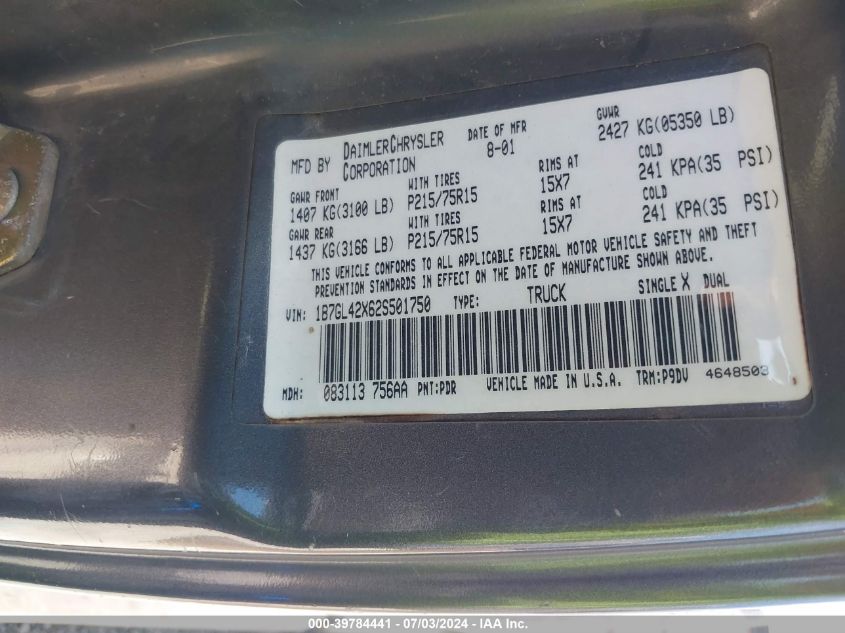 MFD BY DAIMLERCHRYSLER CORPORATION
DATE OF MFR 8-01
GVWR 2427 KG(05350 LB)
GAWR FRONT WITH TIRES RIMS AT COLD
1407 KG(3100 LB) P215/75R15 15X7 241 KPA(35 PSI)
GAWR REAR WITH TIRES RIMS AT COLD
1437 KG(3166 LB) P215/75R15 15X7 241 KPA(35 PSI)
THIS VEHICLE CONFORMS TO ALL APPLICABLE FEDERAL MOTOR VEHICLE SAFETY AND THEFT
PREVENTION STANDARDS IN EFFECT ON THE DATE OF MANUFACTURE SHOWN ABOVE.
VIN: 1B7GL42X62S501750 TYPE: TRUCK SINGLE X DUAL
MDH: 083113 756AA PNT:PDR VEHICLE MADE IN U.S.A. TRM:P9DV 4648503
000-39784441 - 07/03/2024 - IAA Inc.